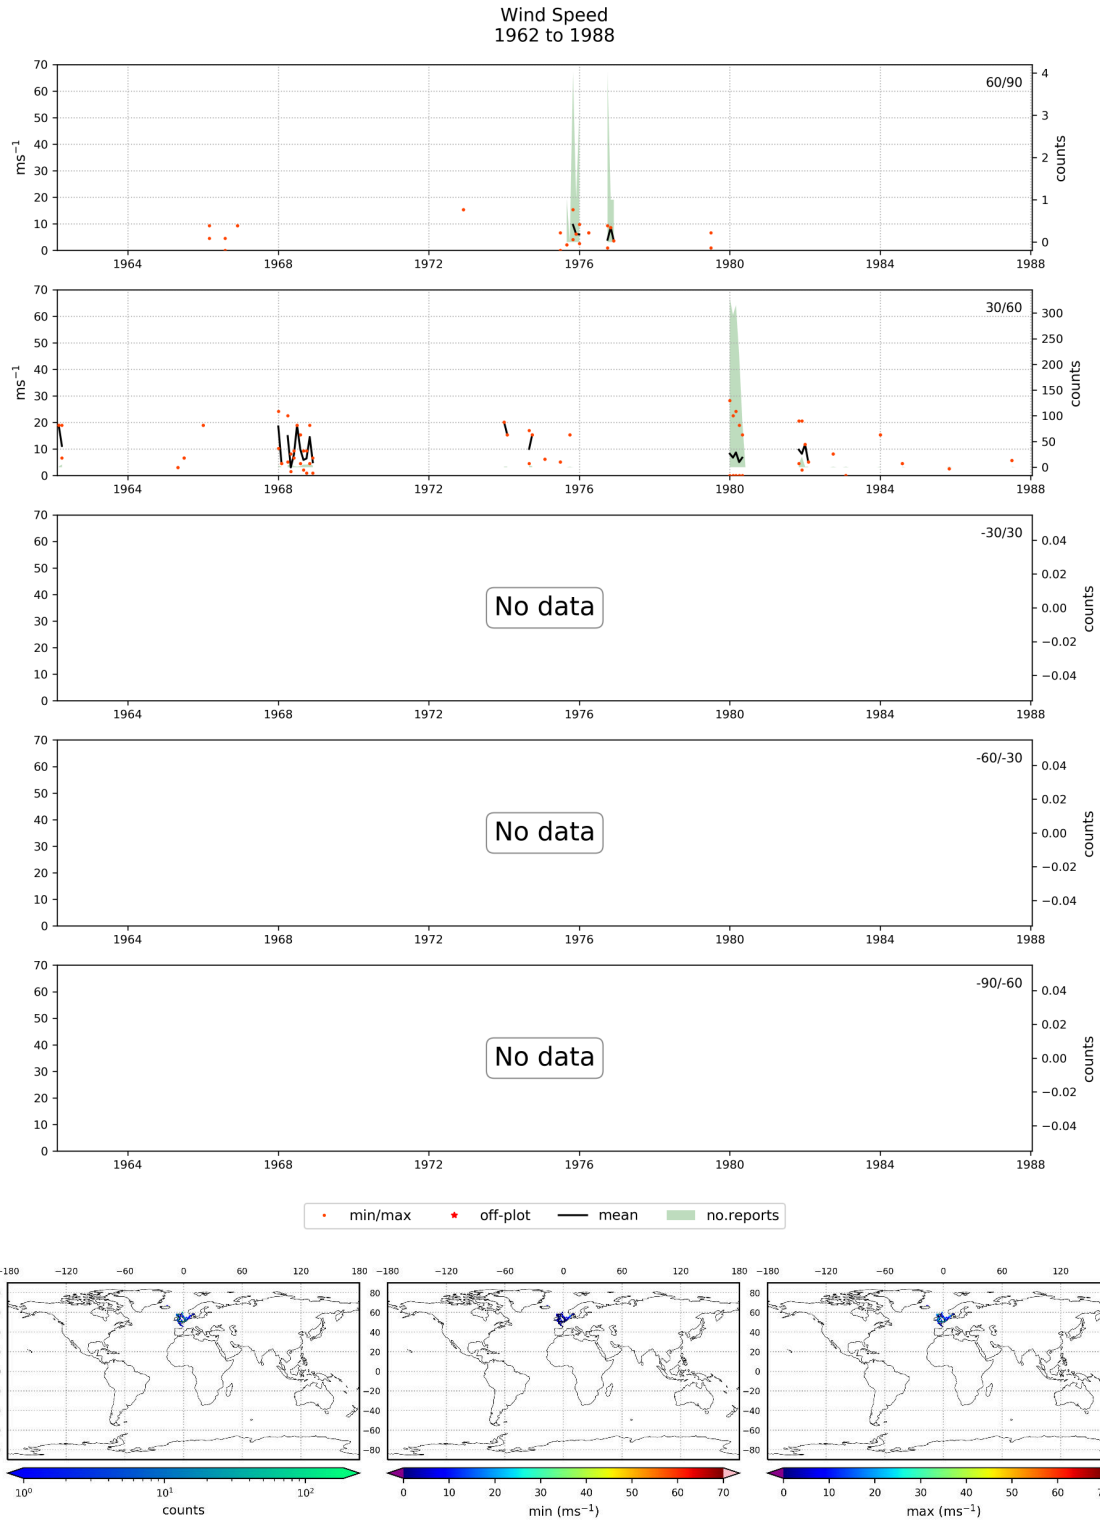 Wind Speed
1962 to 1988
60/90
70 60 50 40 30 20 10 0
ms⁻¹
4 3 2 1 0
counts
1964 1968 1972 1976 1980 1984 1988
30/60
70 60 50 40 30 20 10 0
ms⁻¹
300 250 200 150 100 50 0
counts
1964 1968 1972 1976 1980 1984 1988
-30/30
70 60 50 40 30 20 10 0
No data
0.04 0.02 0.00 −0.02 −0.04
counts
1964 1968 1972 1976 1980 1984 1988
-60/-30
70 60 50 40 30 20 10 0
No data
0.04 0.02 0.00 −0.02 −0.04
counts
1964 1968 1972 1976 1980 1984 1988
-90/-60
70 60 50 40 30 20 10 0
No data
0.04 0.02 0.00 −0.02 −0.04
counts
1964 1968 1972 1976 1980 1984 1988
min/max off-plot mean no.reports
−180 −120 −60 0 60 120 180
80 60 40 20 0 −20 −40 −60 −80
10⁰ 10¹ 10²
counts
−180 −120 −60 0 60 120 180
80 60 40 20 0 −20 −40 −60 −80
0 10 20 30 40 50 60 70
min (ms⁻¹)
−180 −120 −60 0 60 120
0 10 20 30 40 50 60
max (ms⁻¹)